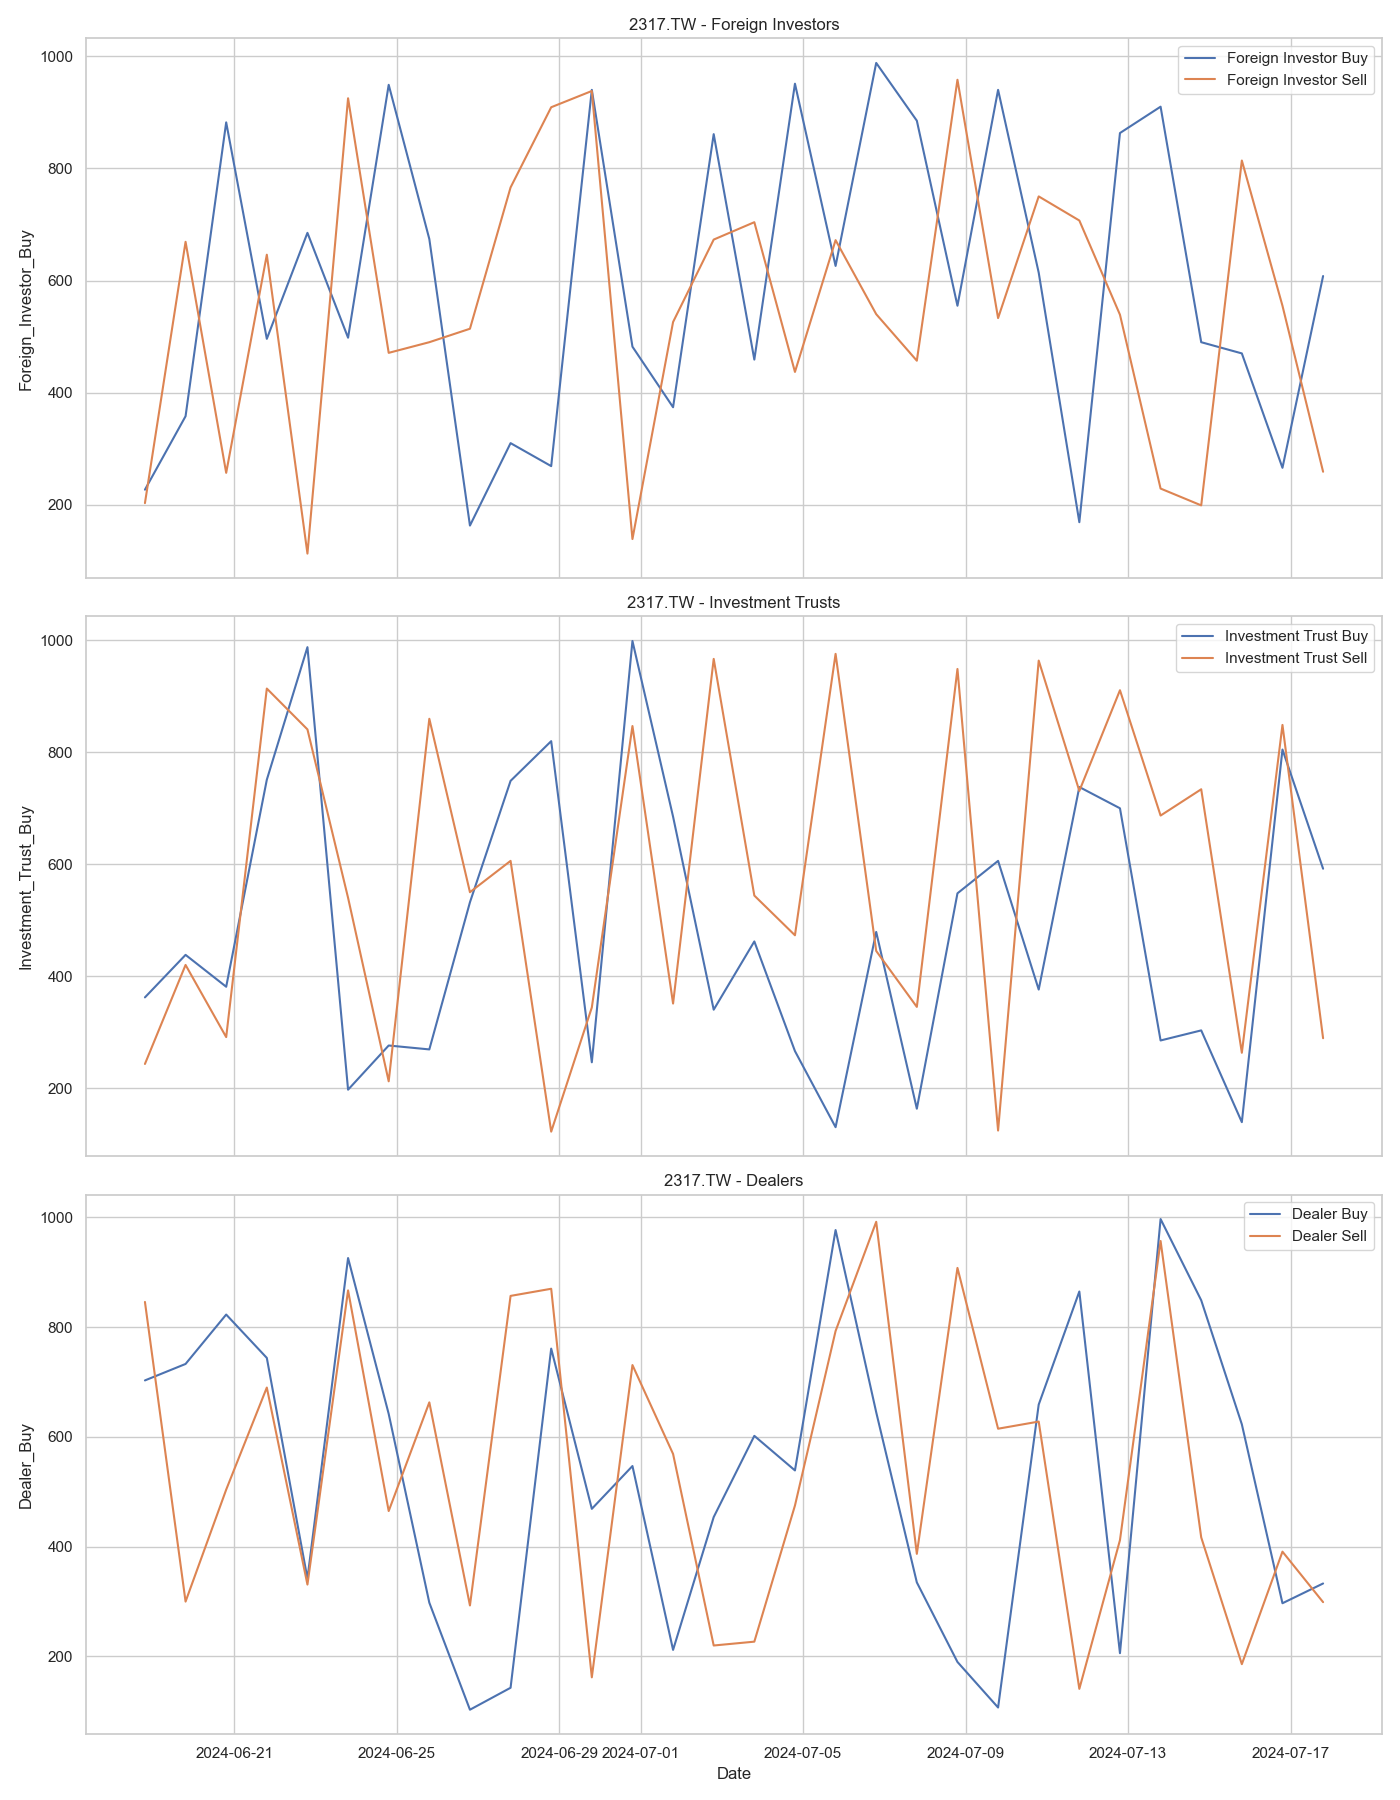 2317.TW - Foreign Investors
Foreign Investor Buy
Foreign Investor Sell
Foreign_Investor_Buy
1000
800
600
400
200
2317.TW - Investment Trusts
Investment Trust Buy
Investment Trust Sell
Investment_Trust_Buy
1000
800
600
400
200
2317.TW - Dealers
Dealer Buy
Dealer Sell
Dealer_Buy
1000
800
600
400
200
2024-06-21 2024-06-25 2024-06-29 2024-07-01 2024-07-05 2024-07-09 2024-07-13 2024-07-17
Date